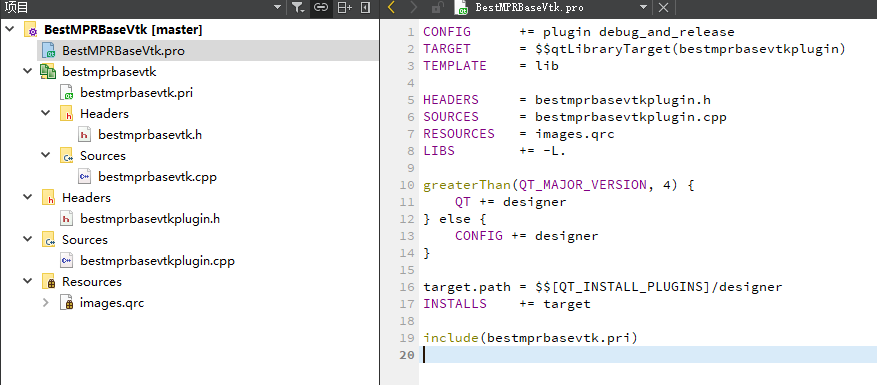 项目
BestMPRBaseVtk [master]
BestMPRBaseVtk.pro
bestmprbasevtk
bestmprbasevtk.pri
Headers
bestmprbasevtk.h
Sources
bestmprbasevtk.cpp
Headers
bestmprbasevtkplugin.h
Sources
bestmprbasevtkplugin.cpp
Resources
images.qrc
BestMPRBaseVtk.pro
1 CONFIG += plugin debug_and_release
2 TARGET = $$qtLibraryTarget(bestmprbasevtkplugin)
3 TEMPLATE = lib
4
5 HEADERS = bestmprbasevtkplugin.h
6 SOURCES = bestmprbasevtkplugin.cpp
7 RESOURCES = images.qrc
8 LIBS += -L.
9
10 greaterThan(QT_MAJOR_VERSION, 4) {
11 QT += designer
12 } else {
13 CONFIG += designer
14 }
15
16 target.path = $$[QT_INSTALL_PLUGINS]/designer
17 INSTALLS += target
18
19 include(bestmprbasevtk.pri)
20